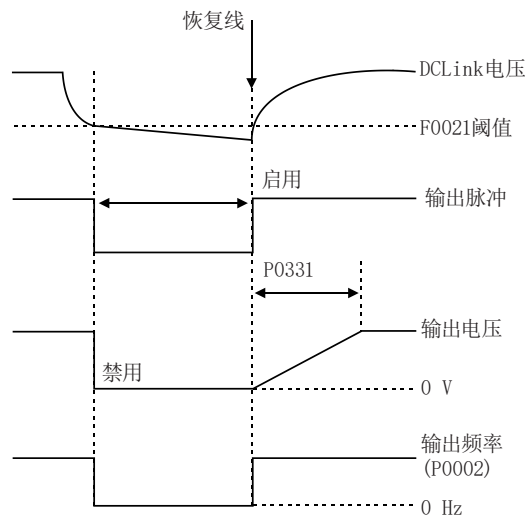 恢复线
DCLink电压
F0021阈值
启用
输出脉冲
P0331
输出电压
禁用
0 V
输出频率
(P0002)
0 Hz